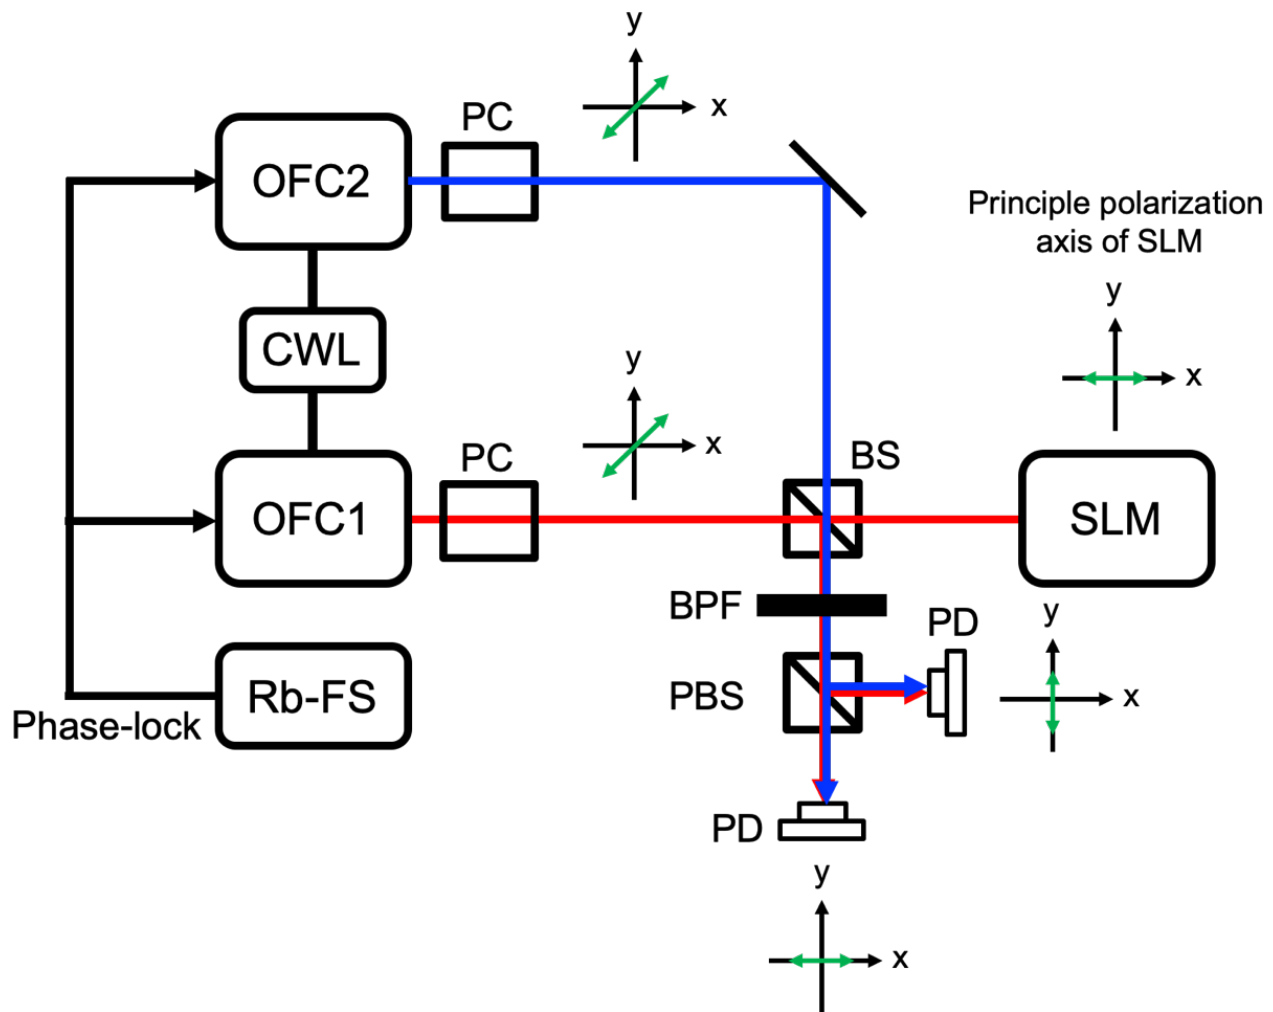 y
x
PC
OFC2
Principle polarization
axis of SLM
y
x
CWL
y
x
PC
BS
OFC1
SLM
BPF
y
PD
x
PBS
Rb-FS
Phase-lock
PD
y
x